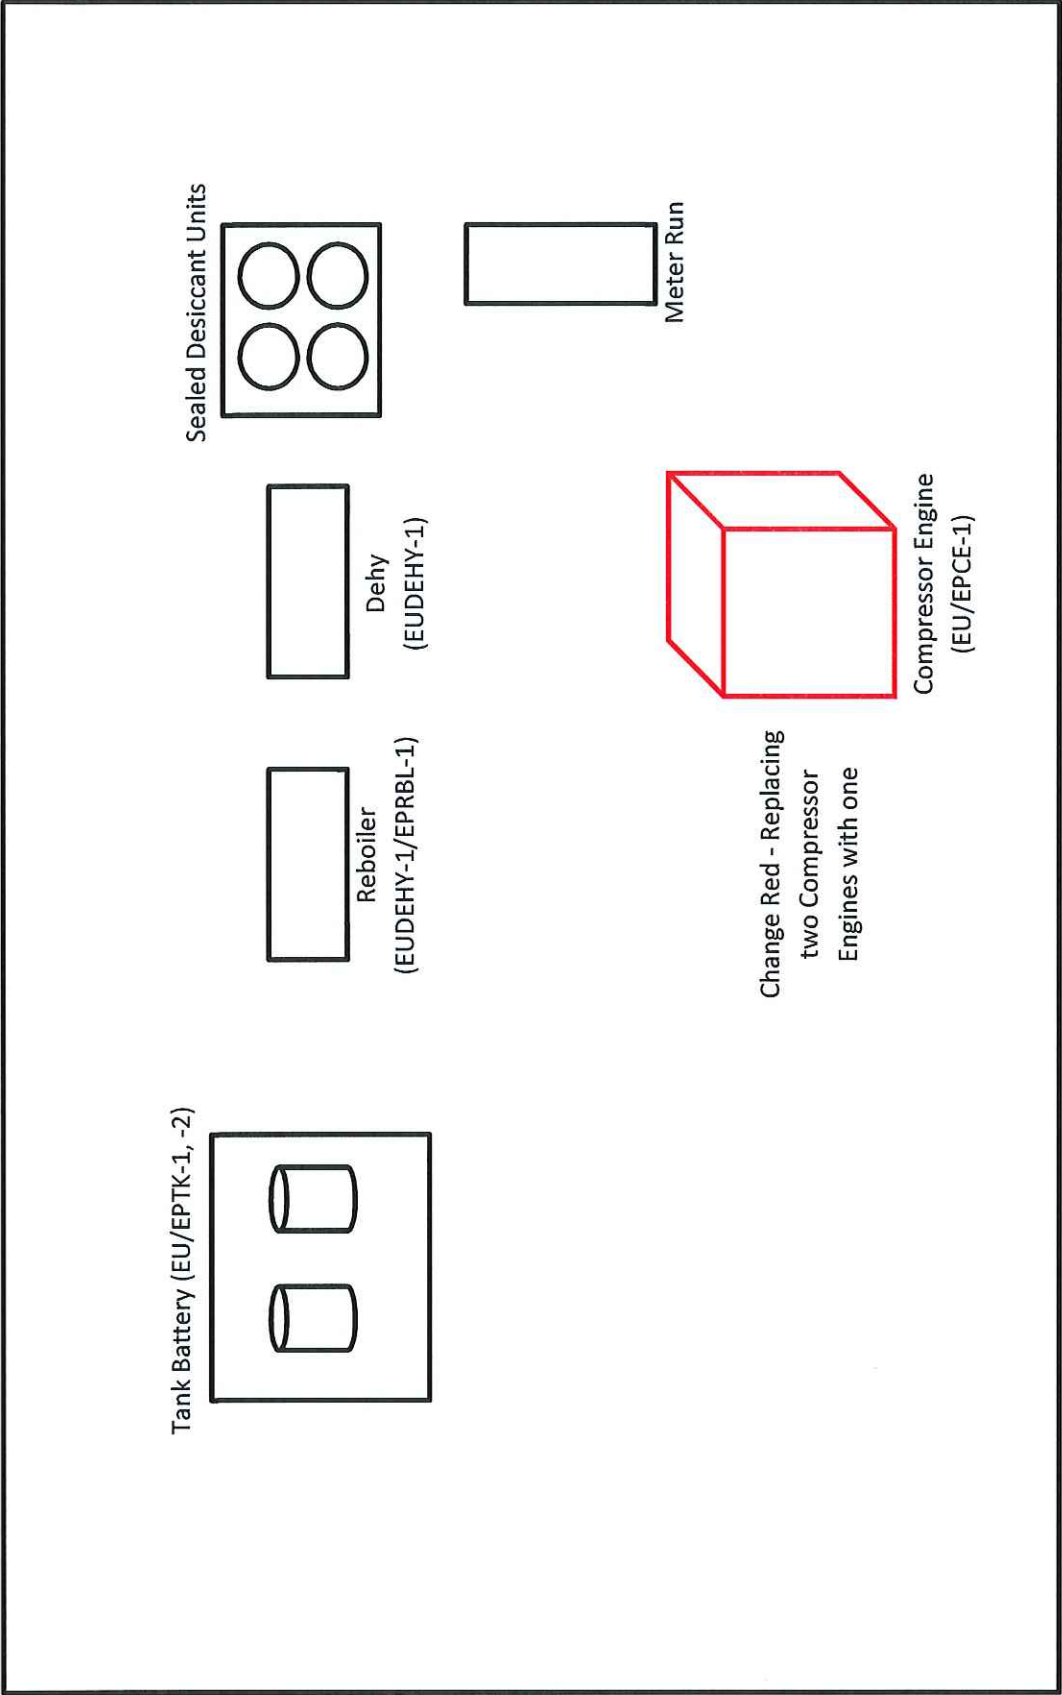 Tank Battery (EU/EPTK-1, -2)
Reboiler
(EUDEHY-1/EPRBL-1)
Dehy
(EUDEHY-1)
Sealed Desiccant Units
Meter Run
Change Red - Replacing
two Compressor
Engines with one
Compressor Engine
(EU/EPCE-1)